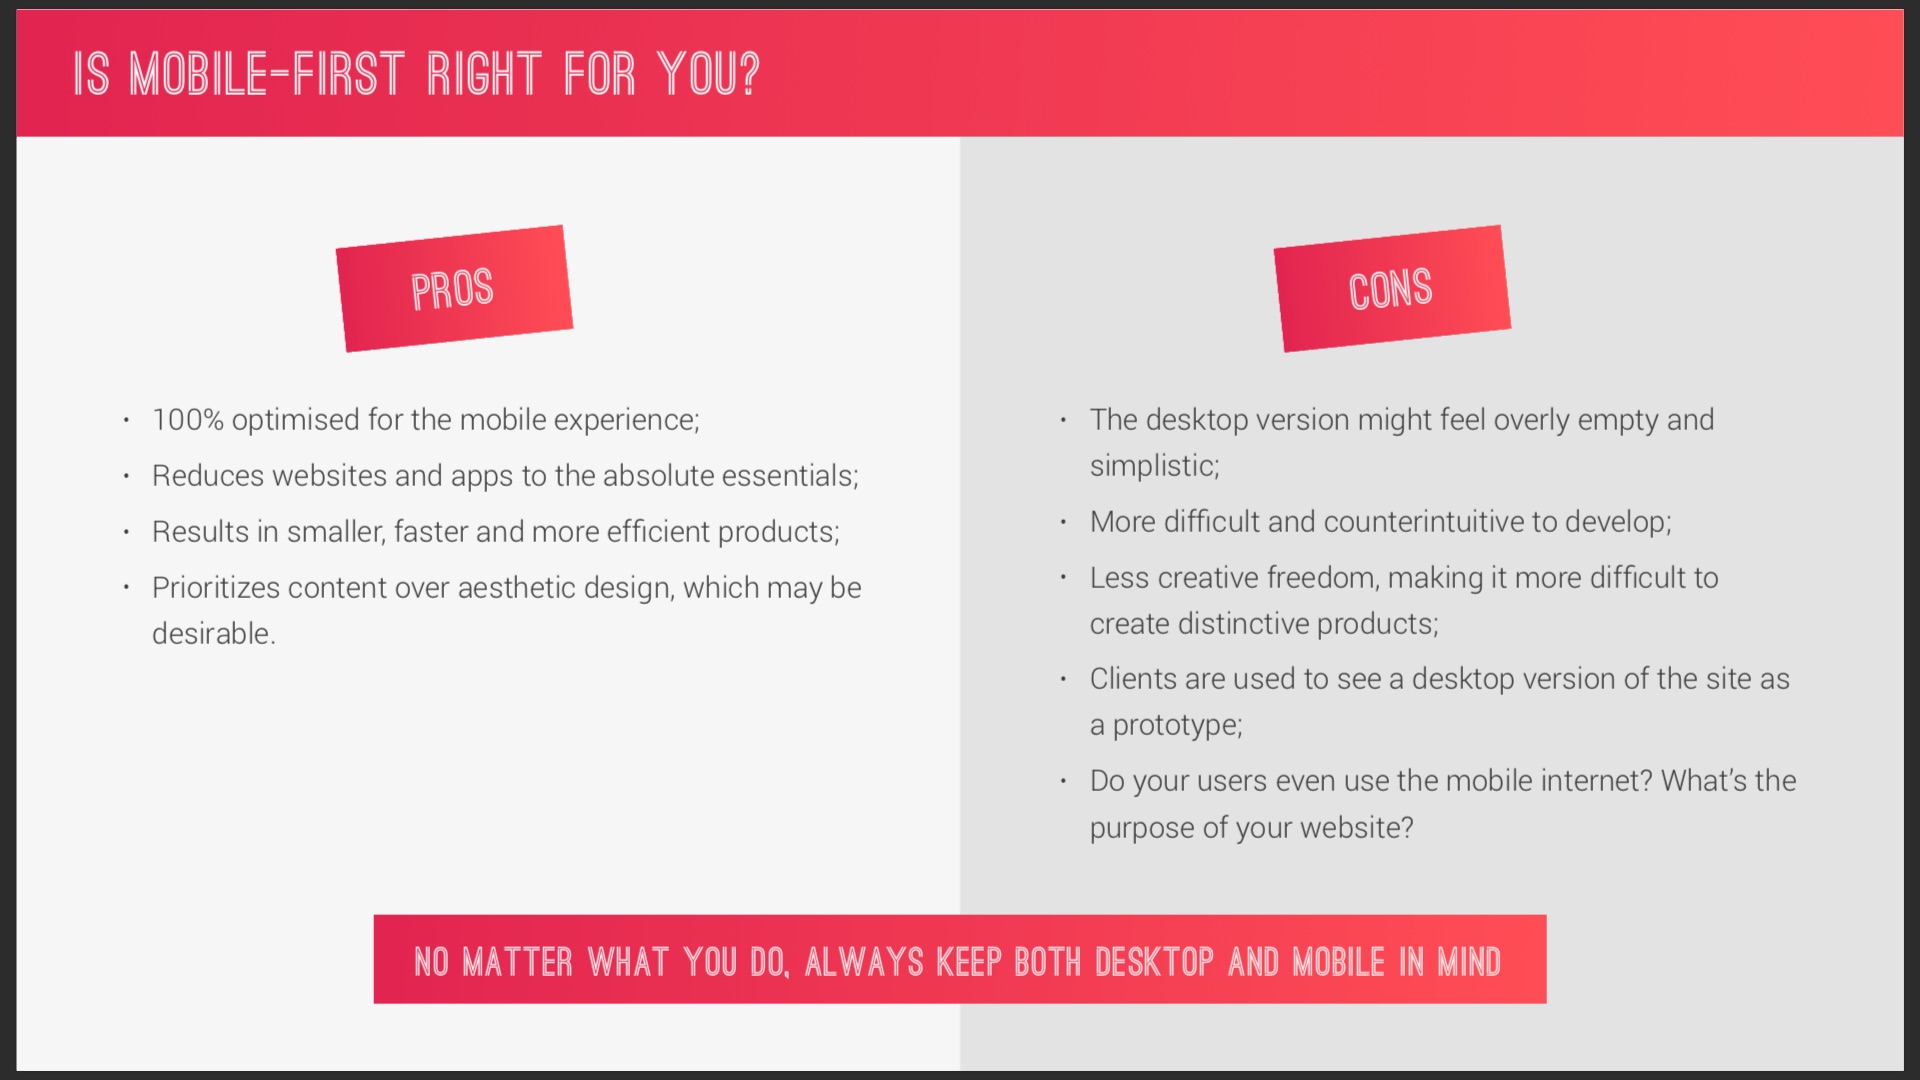 IS MOBILE-FIRST RIGHT FOR YOU?
PROS
• 100% optimised for the mobile experience;
• Reduces websites and apps to the absolute essentials;
• Results in smaller, faster and more efficient products;
• Prioritizes content over aesthetic design, which may be
desirable.
CONS
• The desktop version might feel overly empty and
simplistic;
• More difficult and counterintuitive to develop;
• Less creative freedom, making it more difficult to
create distinctive products;
• Clients are used to see a desktop version of the site as
a prototype;
• Do your users even use the mobile internet? What’s the
purpose of your website?
NO MATTER WHAT YOU DO, ALWAYS KEEP BOTH DESKTOP AND MOBILE IN MIND